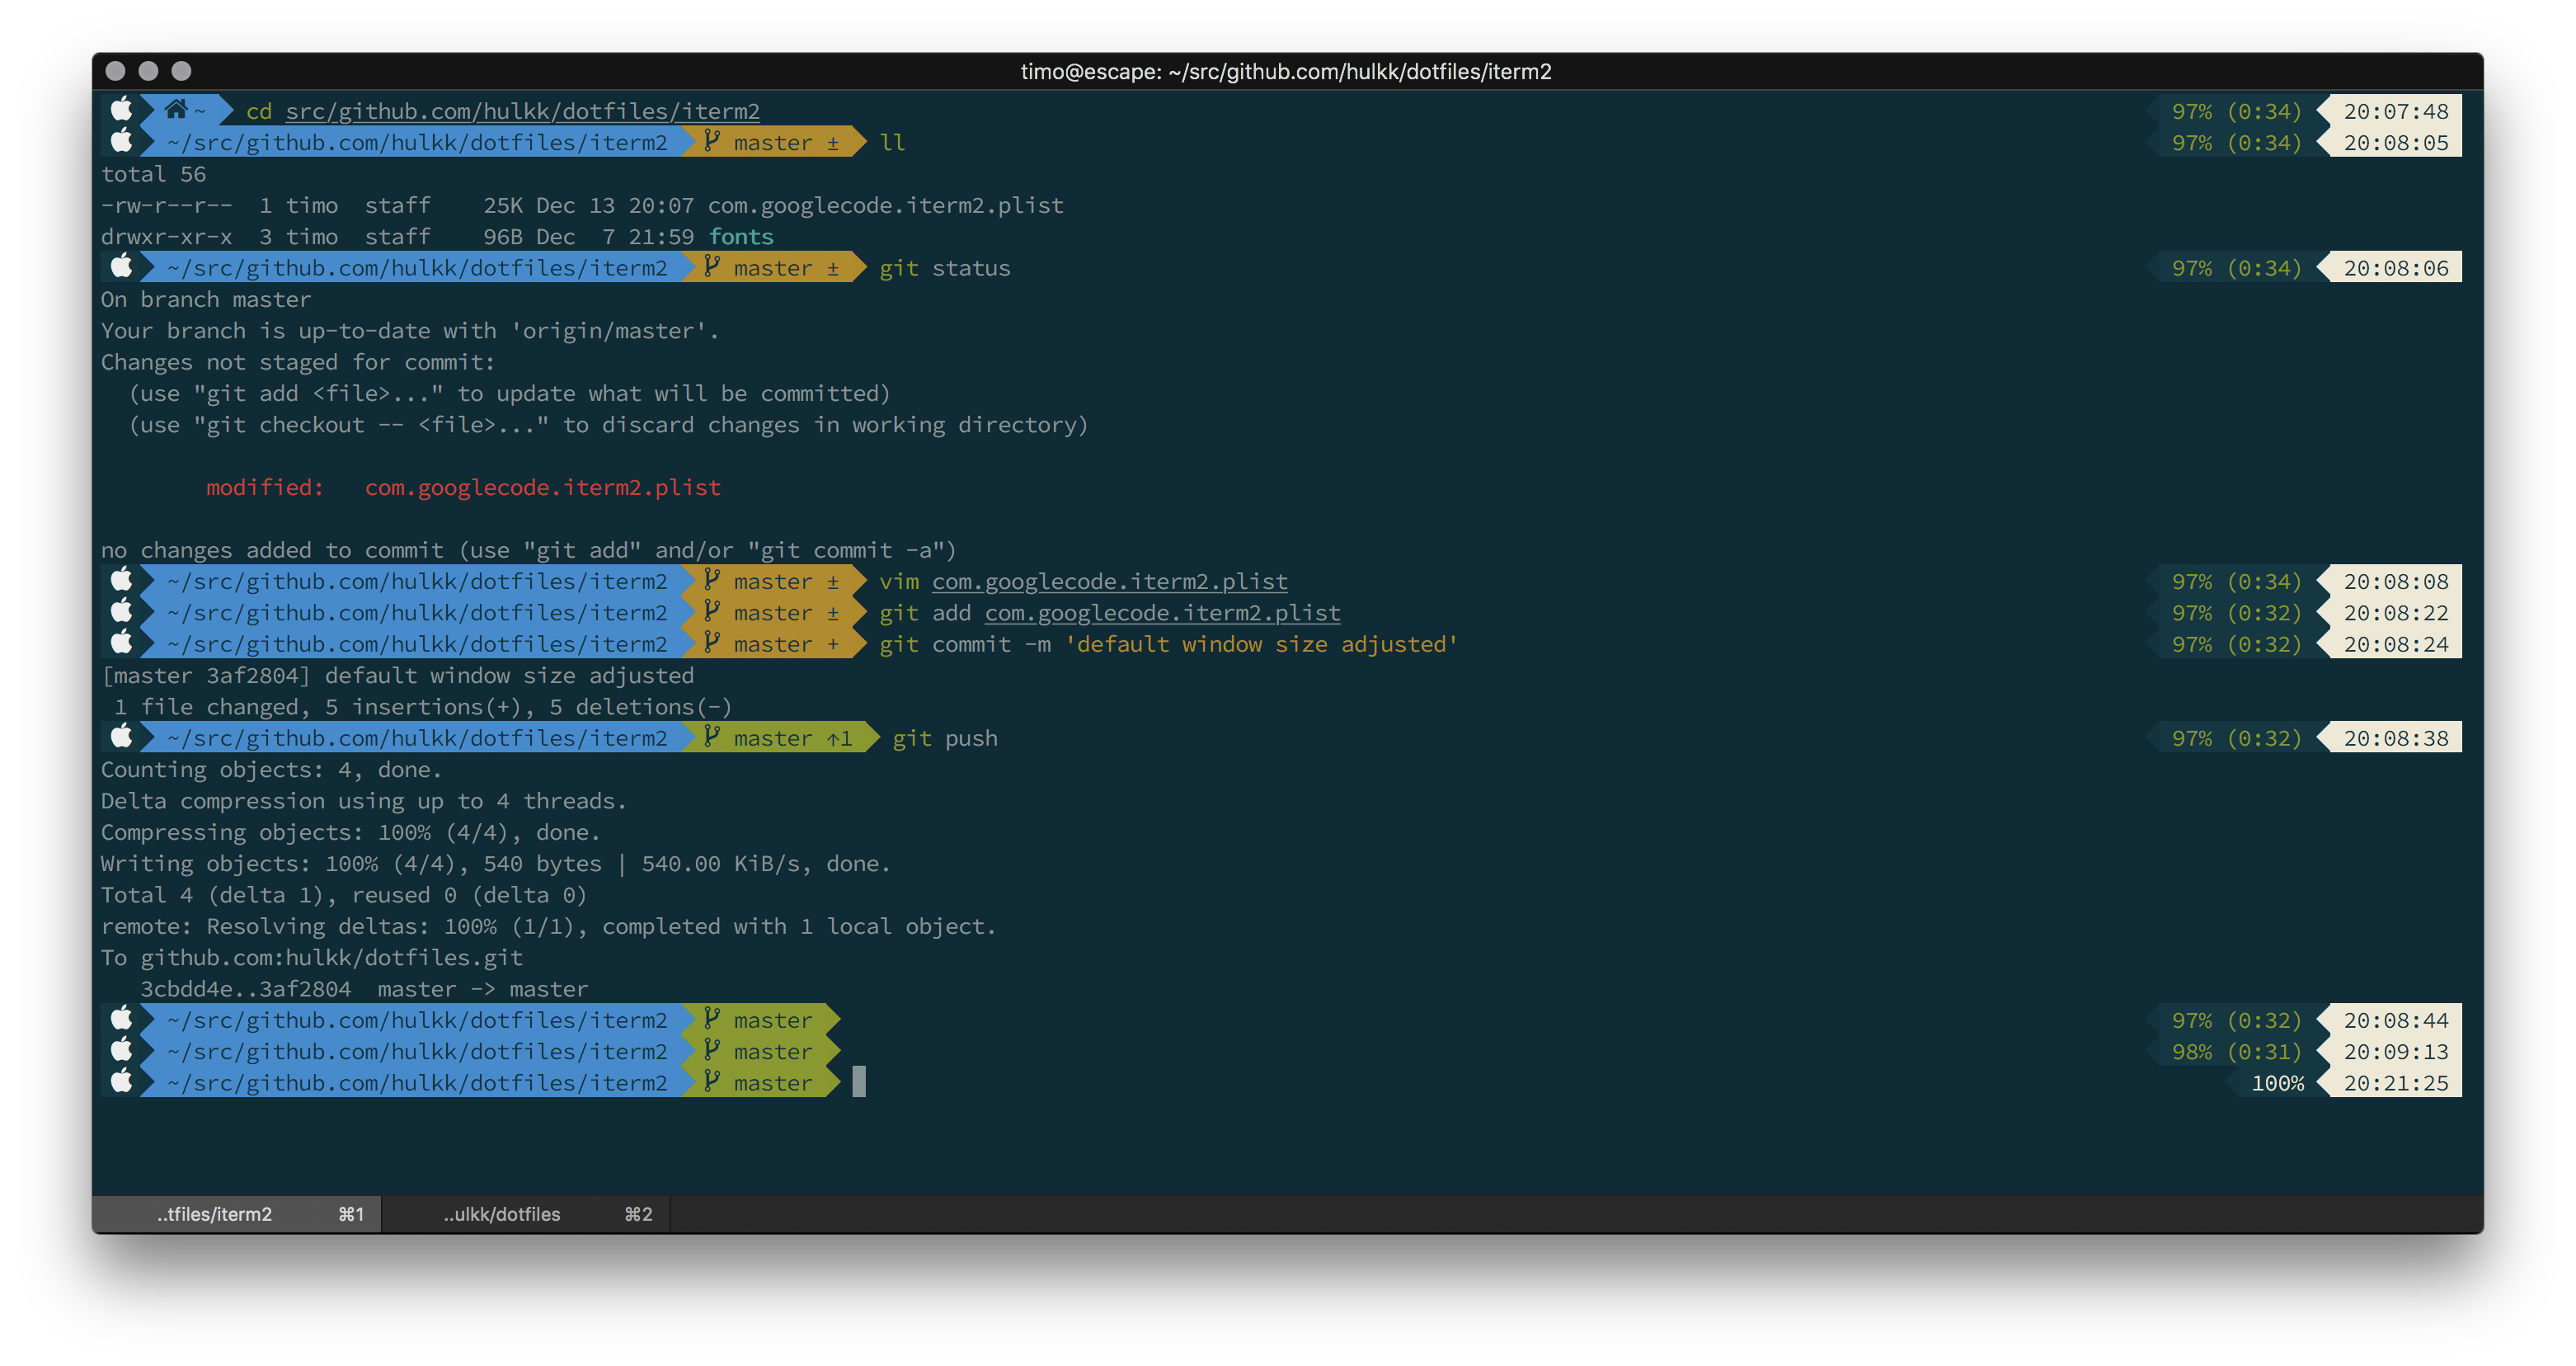 timo@escape: ~/src/github.com/hulkk/dotfiles/iterm2
~ cd src/github.com/hulkk/dotfiles/iterm2 97% (0:34) 20:07:48
~/src/github.com/hulkk/dotfiles/iterm2 master ± ll 97% (0:34) 20:08:05
total 56
-rw-r--r--  1 timo  staff    25K Dec 13 20:07 com.googlecode.iterm2.plist
drwxr-xr-x  3 timo  staff    96B Dec  7 21:59 fonts
~/src/github.com/hulkk/dotfiles/iterm2 master ± git status 97% (0:34) 20:08:06
On branch master
Your branch is up-to-date with 'origin/master'.
Changes not staged for commit:
  (use "git add <file>..." to update what will be committed)
  (use "git checkout -- <file>..." to discard changes in working directory)
        modified:   com.googlecode.iterm2.plist
no changes added to commit (use "git add" and/or "git commit -a")
~/src/github.com/hulkk/dotfiles/iterm2 master ± vim com.googlecode.iterm2.plist 97% (0:34) 20:08:08
~/src/github.com/hulkk/dotfiles/iterm2 master ± git add com.googlecode.iterm2.plist 97% (0:32) 20:08:22
~/src/github.com/hulkk/dotfiles/iterm2 master + git commit -m 'default window size adjusted' 97% (0:32) 20:08:24
[master 3af2804] default window size adjusted
 1 file changed, 5 insertions(+), 5 deletions(-)
~/src/github.com/hulkk/dotfiles/iterm2 master ↑1 git push 97% (0:32) 20:08:38
Counting objects: 4, done.
Delta compression using up to 4 threads.
Compressing objects: 100% (4/4), done.
Writing objects: 100% (4/4), 540 bytes | 540.00 KiB/s, done.
Total 4 (delta 1), reused 0 (delta 0)
remote: Resolving deltas: 100% (1/1), completed with 1 local object.
To github.com:hulkk/dotfiles.git
   3cbdd4e..3af2804  master -> master
~/src/github.com/hulkk/dotfiles/iterm2 master 97% (0:32) 20:08:44
~/src/github.com/hulkk/dotfiles/iterm2 master 98% (0:31) 20:09:13
~/src/github.com/hulkk/dotfiles/iterm2 master 100% 20:21:25
..tfiles/iterm2 ⌘1 ..ulkk/dotfiles ⌘2